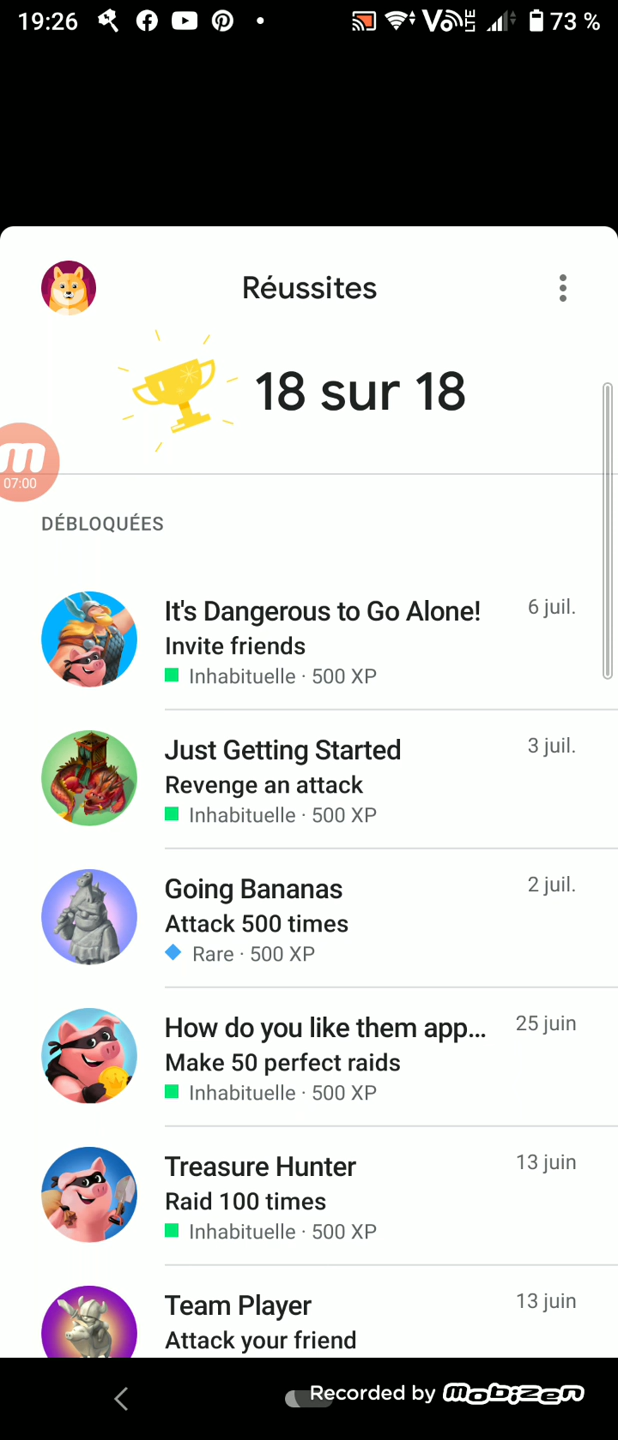 19:26
VoLTE
73 %
Réussites
18 sur 18
m
07:00
DÉBLOQUÉES
It's Dangerous to Go Alone!
6 juil.
Invite friends
Inhabituelle · 500 XP
Just Getting Started
3 juil.
Revenge an attack
Inhabituelle · 500 XP
Going Bananas
2 juil.
Attack 500 times
Rare · 500 XP
How do you like them app...
25 juin
Make 50 perfect raids
Inhabituelle · 500 XP
Treasure Hunter
13 juin
Raid 100 times
Inhabituelle · 500 XP
Team Player
13 juin
Attack your friend
Recorded by mobizen